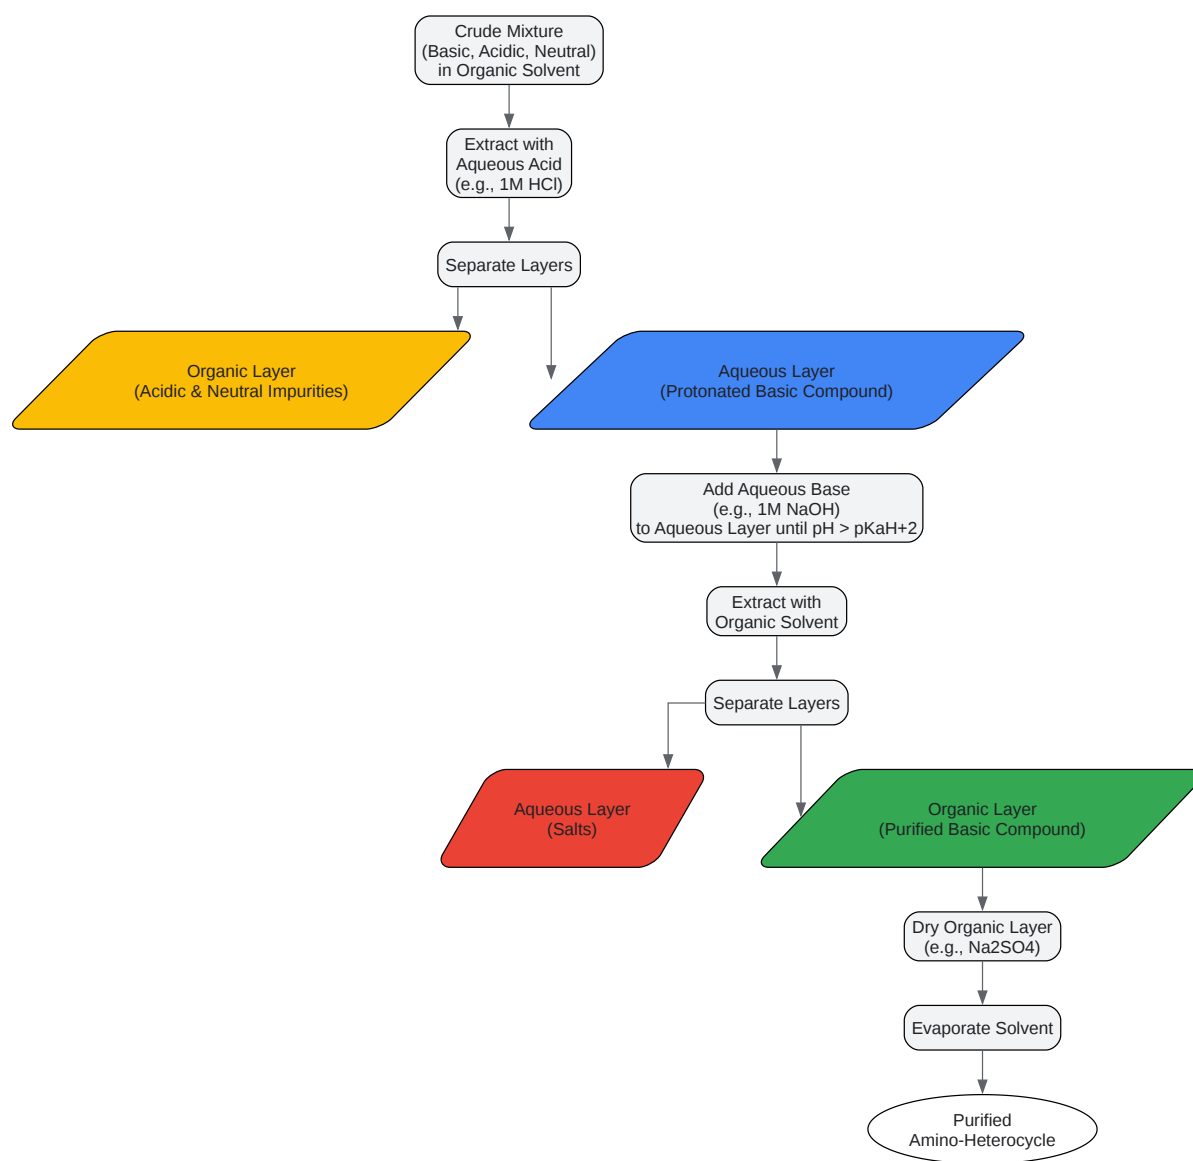 Crude Mixture
(Basic, Acidic, Neutral)
in Organic Solvent
Extract with
Aqueous Acid
(e.g., 1M HCl)
Separate Layers
Organic Layer
(Acidic & Neutral Impurities)
Aqueous Layer
(Protonated Basic Compound)
Add Aqueous Base
(e.g., 1M NaOH)
to Aqueous Layer until pH > pKaH+2
Extract with
Organic Solvent
Separate Layers
Aqueous Layer
(Salts)
Organic Layer
(Purified Basic Compound)
Dry Organic Layer
(e.g., Na2SO4)
Evaporate Solvent
Purified
Amino-Heterocycle